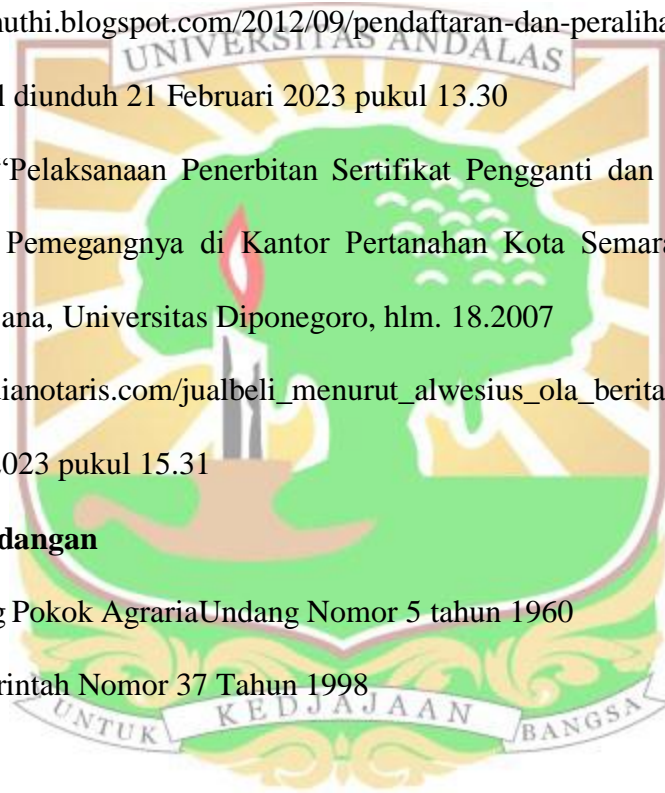 uthi.blogspot.com/2012/09/pendaftaran-dan-peraliha
UNIVERSITAS ANDALAS
l diunduh 21 Februari 2023 pukul 13.30
“Pelaksanaan Penerbitan Sertifikat Pengganti dan
Pemegangnya di Kantor Pertanahan Kota Semara
ana, Universitas Diponegoro, hlm. 18.2007
dianotaris.com/jualbeli_menurut_alwesius_ola_berita
2023 pukul 15.31
dangan
g Pokok AgrariaUndang Nomor 5 tahun 1960
rintah Nomor 37 Tahun 1998
UNTUK KEDJAJAAN BANGSA